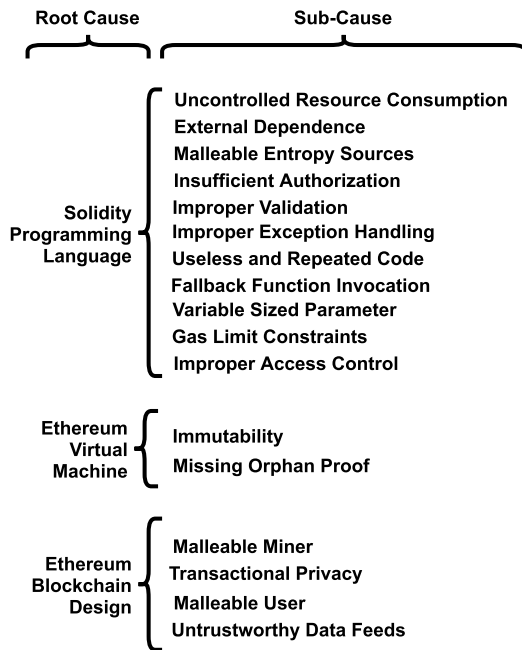 Root Cause
Sub-Cause
Solidity
Programming
Language
Uncontrolled Resource Consumption
External Dependence
Malleable Entropy Sources
Insufficient Authorization
Improper Validation
Improper Exception Handling
Useless and Repeated Code
Fallback Function Invocation
Variable Sized Parameter
Gas Limit Constraints
Improper Access Control
Ethereum
Virtual
Machine
Immutability
Missing Orphan Proof
Ethereum
Blockchain
Design
Malleable Miner
Transactional Privacy
Malleable User
Untrustworthy Data Feeds